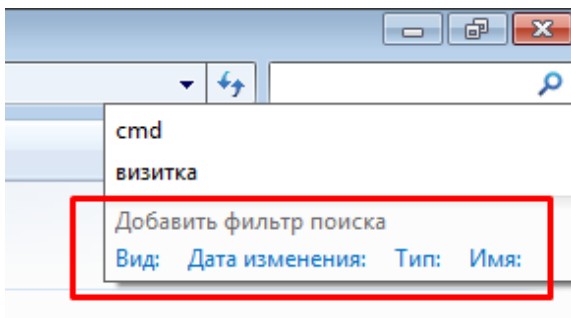 cmd
визитка
Добавить фильтр поиска
Вид: Дата изменения: Тип: Имя: